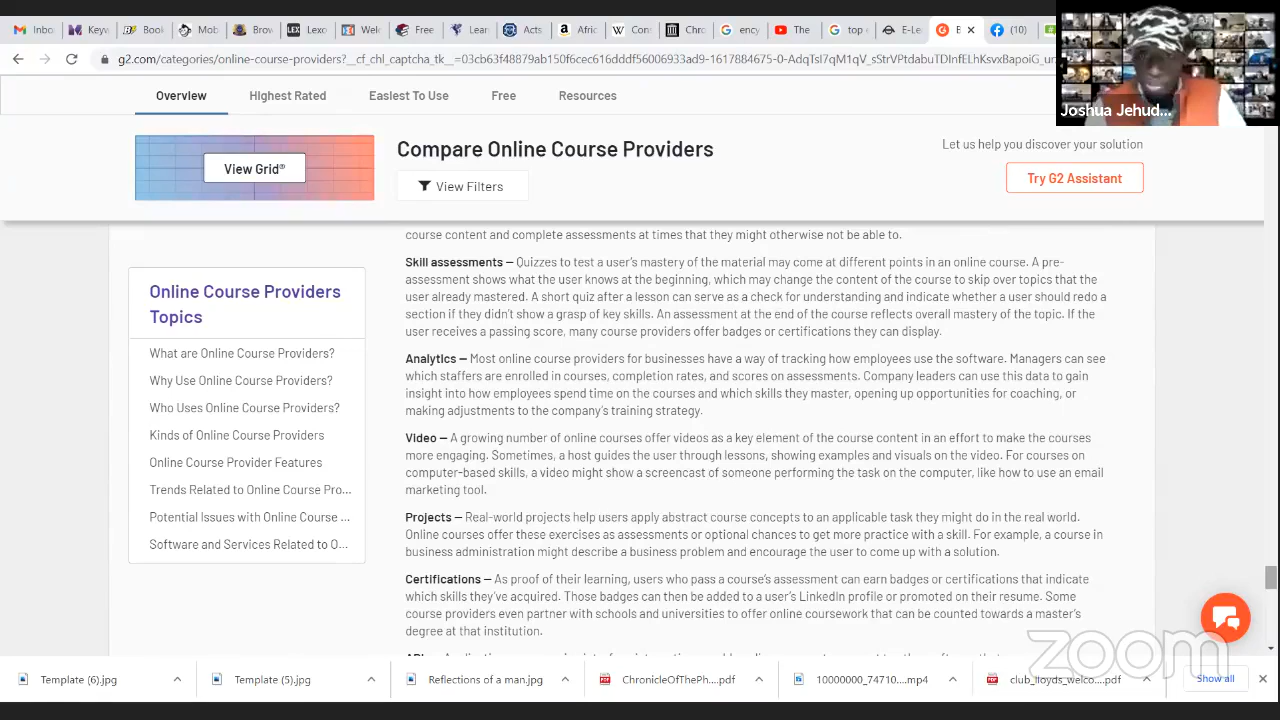 Inbo
Keyw
Book
Mob
Brow
LEX Lexo
Welc
Free
Lear
Acts
Afric
Cont
Chro
ency
The
top
E-Le
(10)
g2.com/categories/online-course-providers?
Joshua Jehud...
Overview
Highest Rated
Easiest To Use
Free
Resources
View Grid®
Compare Online Course Providers
View Filters
Let us help you discover your solution
Try G2 Assistant
course content and complete assessments at times that they might otherwise not be able to.
Skill assessments — Quizzes to test a user's mastery of the material may come at different points in an online course. A pre-
assessment shows what the user knows at the beginning, which may change the content of the course to skip over topics that the
user already mastered. A short quiz after a lesson can serve as a check for understanding and indicate whether a user should redo a
section if they didn't show a grasp of key skills. An assessment at the end of the course reflects overall mastery of the topic. If the
user receives a passing score, many course providers offer badges or certifications they can display.
Analytics — Most online course providers for businesses have a way of tracking how employees use the software. Managers can see
which staffers are enrolled in courses, completion rates, and scores on assessments. Company leaders can use this data to gain
insight into how employees spend time on the courses and which skills they master, opening up opportunities for coaching, or
making adjustments to the company's training strategy.
Video — A growing number of online courses offer videos as a key element of the course content in an effort to make the courses
more engaging. Sometimes, a host guides the user through lessons, showing examples and visuals on the video. For courses on
computer-based skills, a video might show a screencast of someone performing the task on the computer, like how to use an email
marketing tool.
Projects — Real-world projects help users apply abstract course concepts to an applicable task they might do in the real world.
Online courses offer these exercises as assessments or optional chances to get more practice with a skill. For example, a course in
business administration might describe a business problem and encourage the user to come up with a solution.
Certifications — As proof of their learning, users who pass a course's assessment can earn badges or certifications that indicate
which skills they've acquired. Those badges can then be added to a user's LinkedIn profile or promoted on their resume. Some
course providers even partner with schools and universities to offer online coursework that can be counted towards a master's
degree at that institution.
Online Course Providers
Topics
What are Online Course Providers?
Why Use Online Course Providers?
Who Uses Online Course Providers?
Kinds of Online Course Providers
Online Course Provider Features
Trends Related to Online Course Pro...
Potential Issues with Online Course ...
Software and Services Related to O...
zoom
Template (6).jpg
Template (5).jpg
Reflections of a man.jpg
ChronicleOfThePh....pdf
10000000_74710....mp4
club_lloyds_welco....pdf
Show all